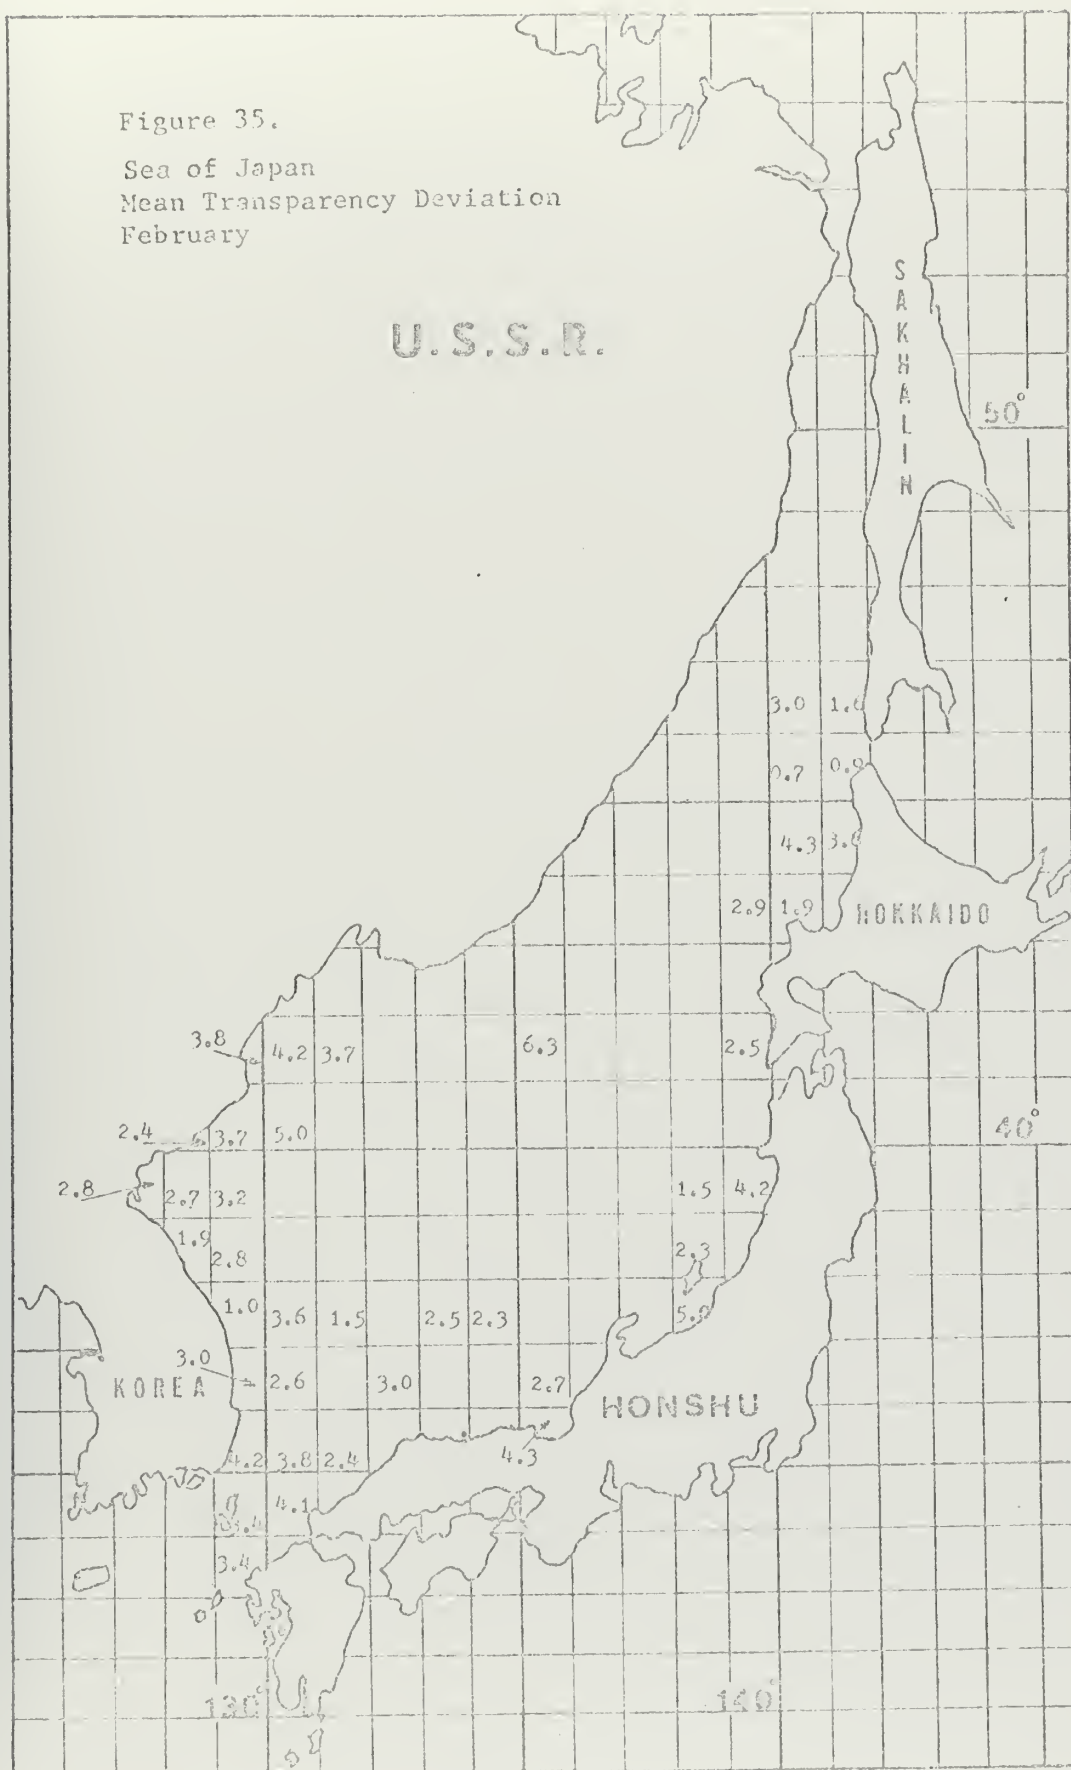 Figure 35.
Sea of Japan
Mean Transparency Deviation
February
U.S.S.R.
SAKHALIN
50°
3.0
0.7 0.9
4.3
2.9 1.9 HOKKAIDO
3.8 4.2 3.7 6.3 2.5
2.4 3.7 5.0 40°
2.8 2.7 3.2 1.5 4.2
1.9 2.8 2.3
1.0 3.6 1.5 2.5 2.3
3.0 2.6 3.0 2.7
KOREA HONSHU
4.2 3.8 2.4 4.3
4.1
3.4
130° 140°